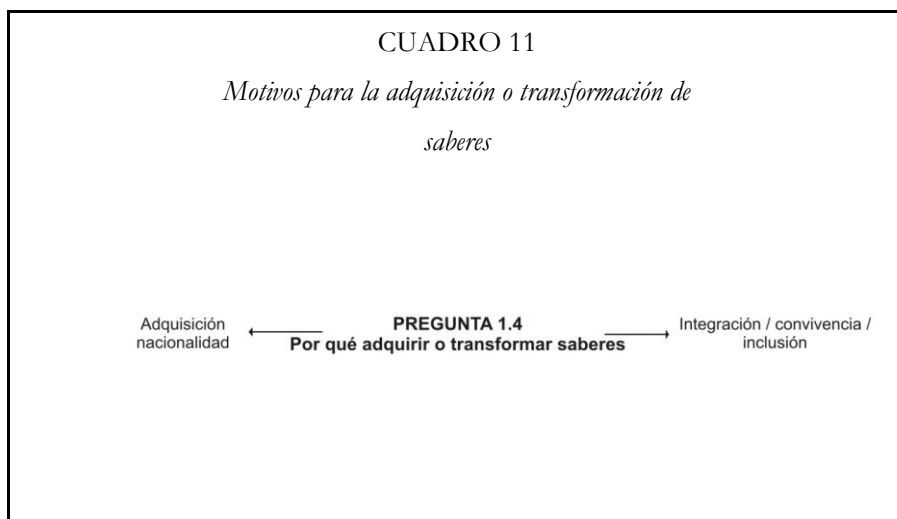 CUADRO 11
Motivos para la adquisición o transformación de
saberes
Adquisición
nacionalidad
PREGUNTA 1.4
Por qué adquirir o transformar saberes
Integración / convivencia /
inclusión